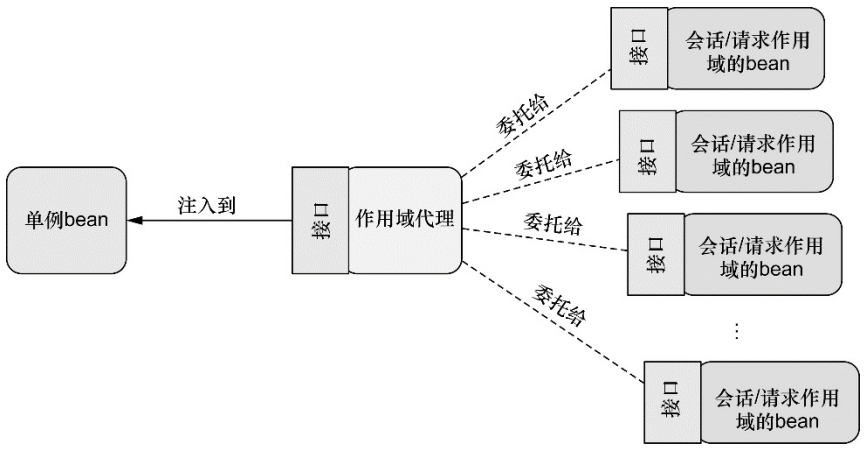 单例bean
注入到
接口
作用域代理
委托给
接口
会话/请求作用
域的bean
委托给
接口
会话/请求作用
域的bean
委托给
接口
会话/请求作用
域的bean
⋮
委托给
接口
会话/请求作用
域的bean